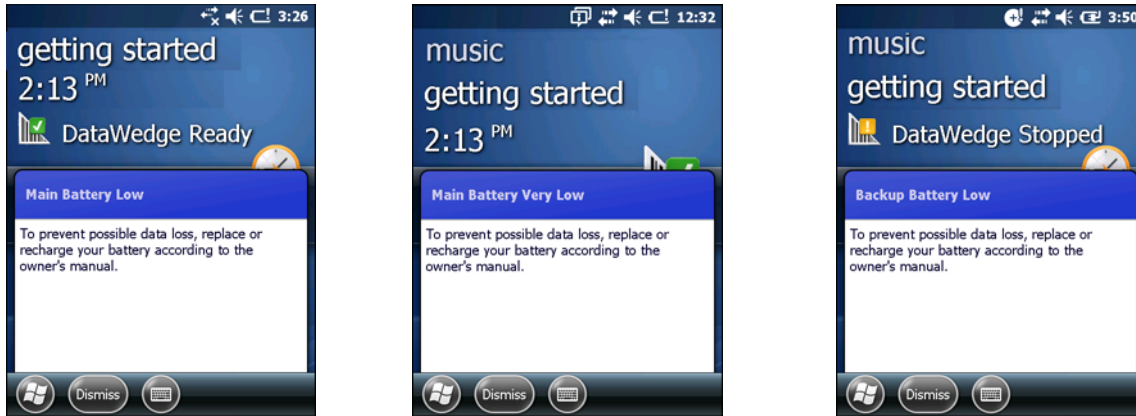 3:26
getting started
2:13 PM
DataWedge Ready
Main Battery Low
To prevent possible data loss, replace or
recharge your battery according to the
owner's manual.
Dismiss
12:32
music
getting started
2:13 PM
Main Battery Very Low
To prevent possible data loss, replace or
recharge your battery according to the
owner's manual.
Dismiss
3:50
music
getting started
DataWedge Stopped
Backup Battery Low
To prevent possible data loss, replace or
recharge your battery according to the
owner's manual.
Dismiss